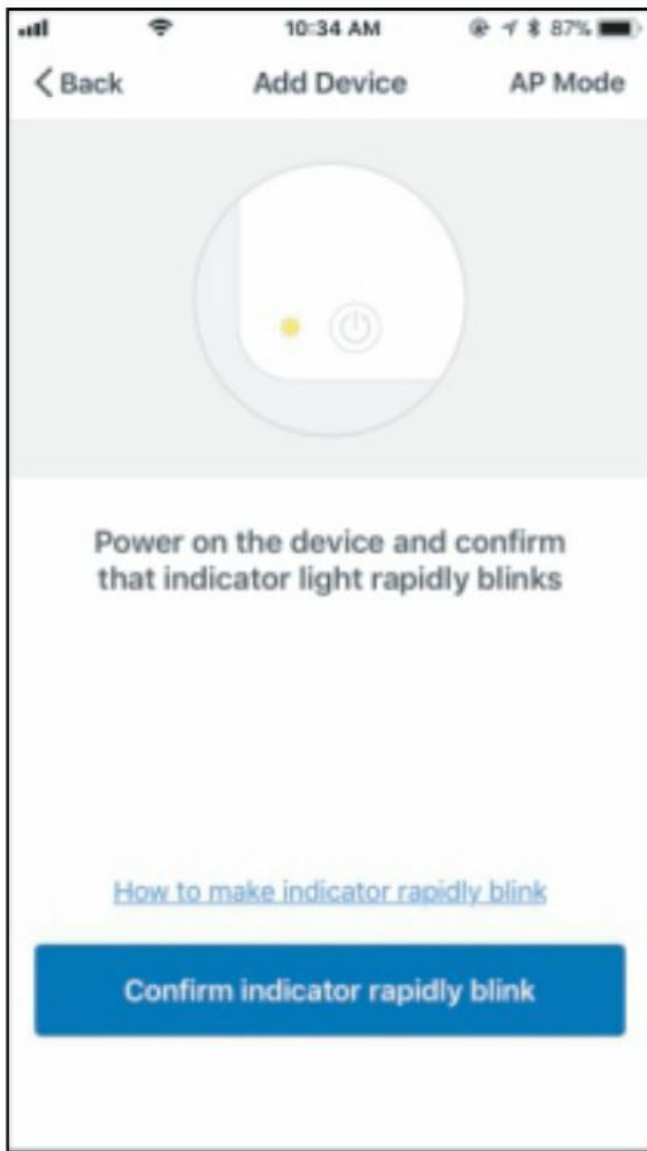 10:34 AM 87%
Back Add Device AP Mode
Power on the device and confirm
that indicator light rapidly blinks
How to make indicator rapidly blink
Confirm indicator rapidly blink